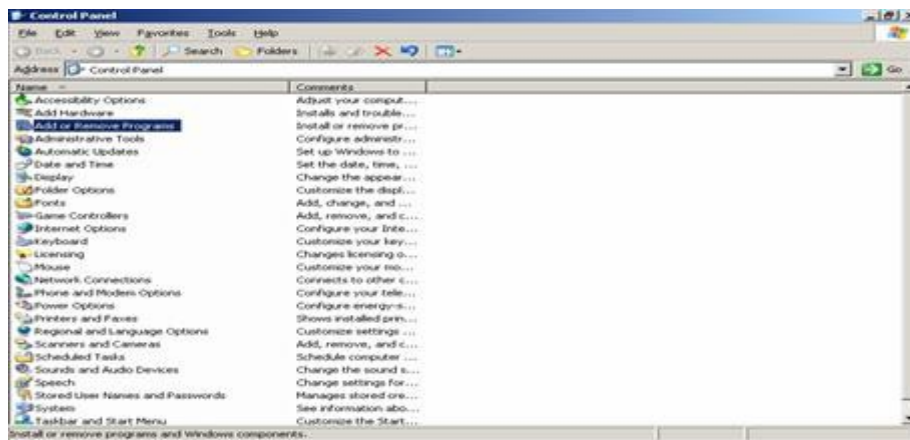 Control Panel
File Edit View Favorites Tools Help
Back Search Folders
Address Control Panel Go
Name Comments
Accessibility Options Adjust your comput...
Add Hardware Installs and trouble...
Add or Remove Programs Install or remove pr...
Administrative Tools Configure administr...
Automatic Updates Set up Windows to ...
Date and Time Set the date, time, ...
Display Change the appear...
Folder Options Customize the displ...
Fonts Add, change, and ...
Game Controllers Add, remove, and c...
Internet Options Configure your Inte...
Keyboard Customize your key...
Licensing Changes licensing o...
Mouse Customize your mo...
Network Connections Connects to other c...
Phone and Modem Options Configure your tele...
Power Options Configure energy-s...
Printers and Faxes Shows installed prin...
Regional and Language Options Customize settings ...
Scanners and Cameras Add, remove, and c...
Scheduled Tasks Schedule computer ...
Sounds and Audio Devices Change the sound s...
Speech Change settings for...
Stored User Names and Passwords Manages stored cre...
System See information abo...
Taskbar and Start Menu Customize the Start...
Install or remove programs and Windows components.